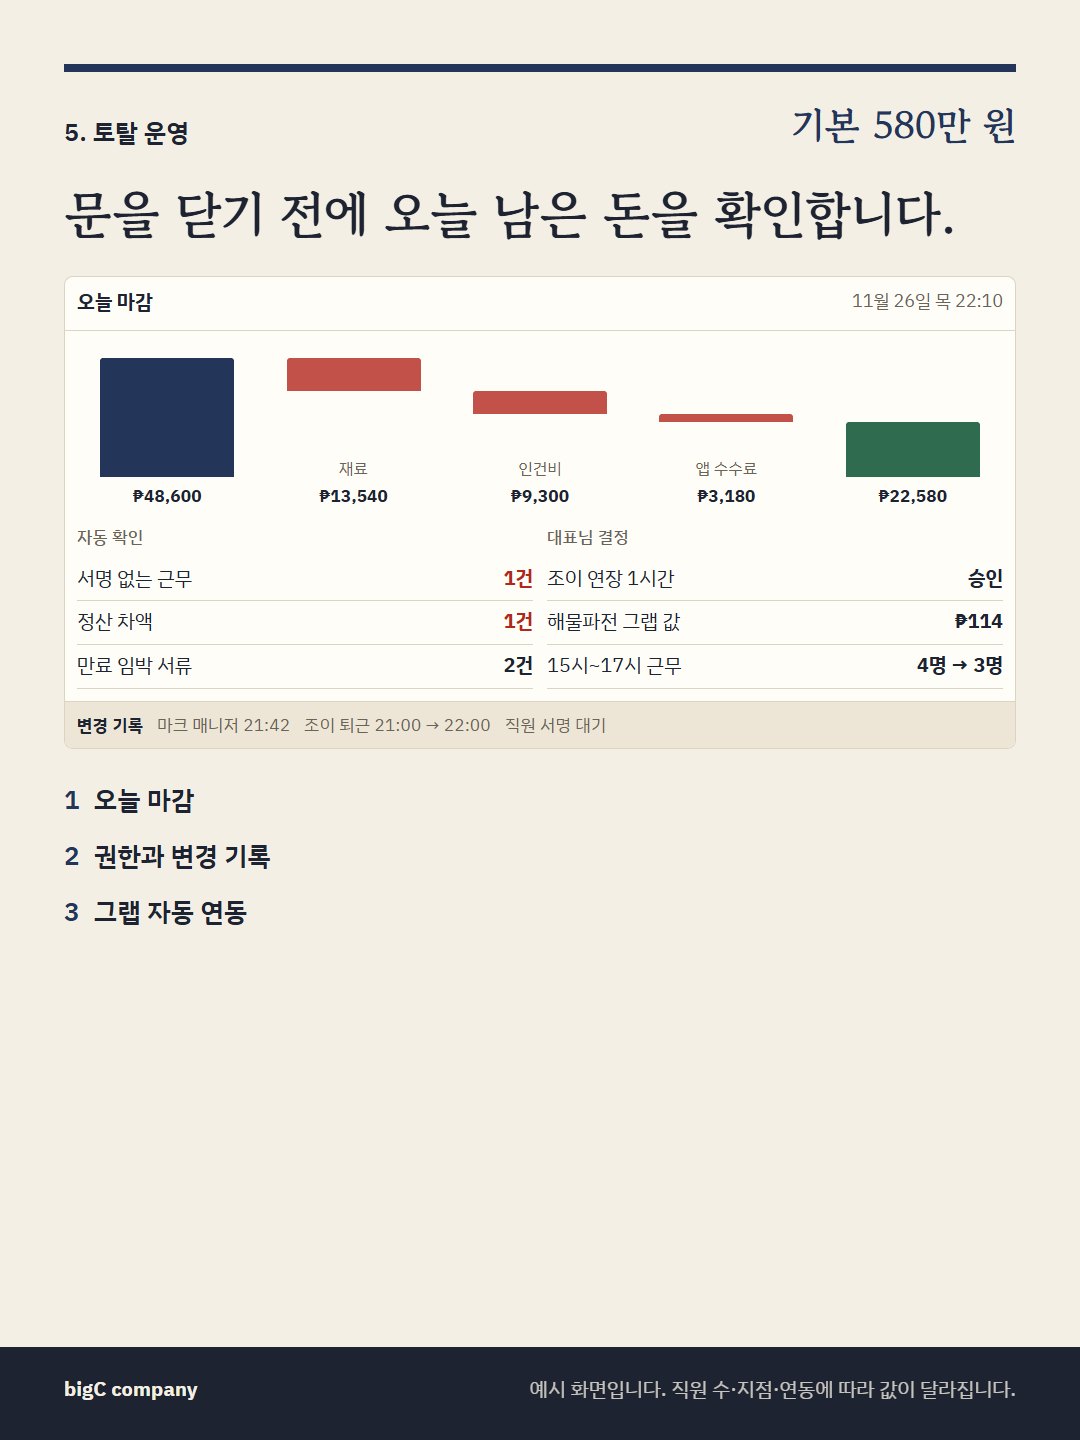 5. 토탈 운영
기본 580만 원
문을 닫기 전에 오늘 남은 돈을 확인합니다.
오늘 마감
11월 26일 목 22:10
재료
인건비
앱 수수료
₱48,600
₱13,540
₱9,300
₱3,180
₱22,580
자동 확인
대표님 결정
서명 없는 근무 1건
조이 연장 1시간 승인
정산 차액 1건
해물파전 그랩 값 ₱114
만료 임박 서류 2건
15시~17시 근무 4명 → 3명
변경 기록 마크 매니저 21:42 조이 퇴근 21:00 → 22:00 직원 서명 대기
1 오늘 마감
2 권한과 변경 기록
3 그랩 자동 연동
bigC company
예시 화면입니다. 직원 수·지점·연동에 따라 값이 달라집니다.